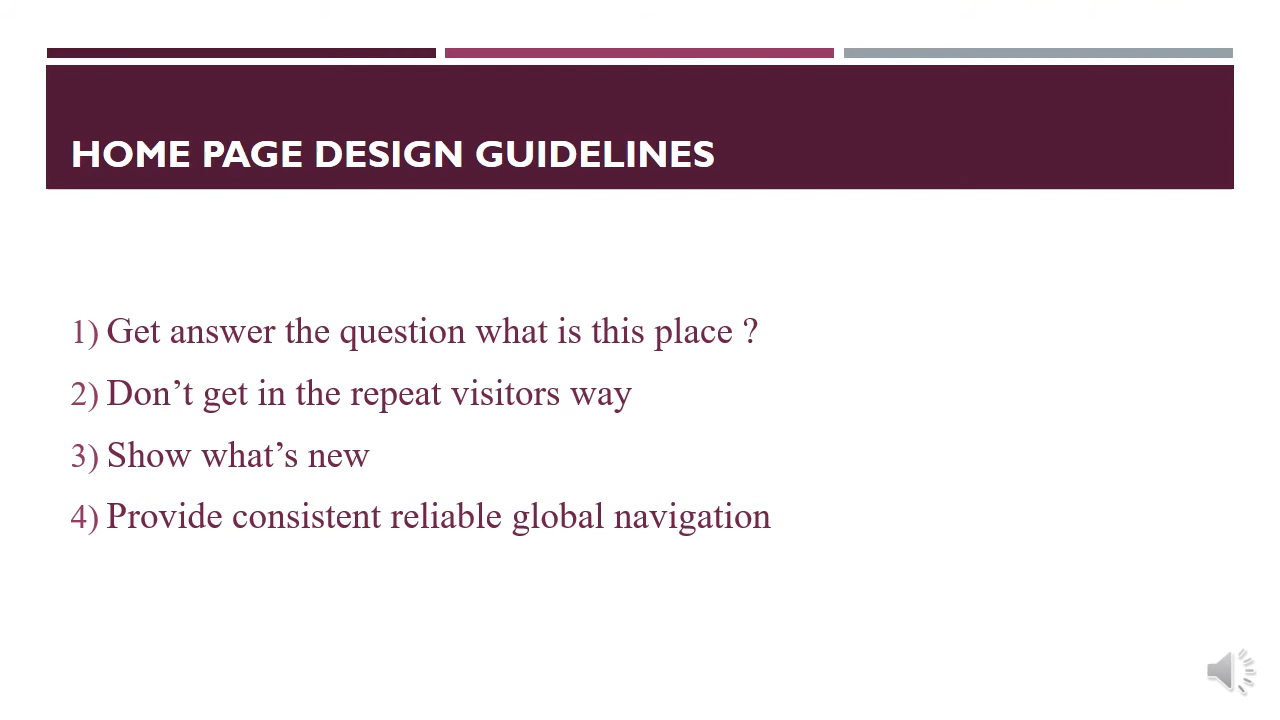 HOME PAGE DESIGN GUIDELINES
1) Get answer the question what is this place ?
2) Don’t get in the repeat visitors way
3) Show what’s new
4) Provide consistent reliable global navigation